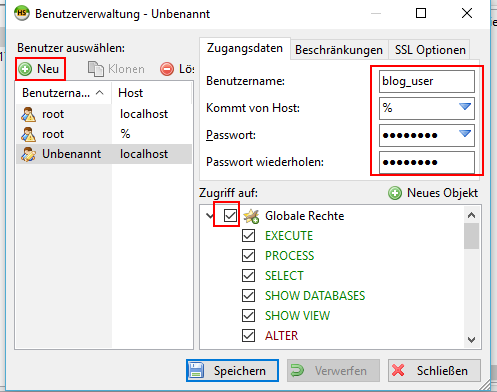 HS
Benutzerverwaltung - Unbenannt
Benutzer auswählen:
Neu Klonen Lös
Benutzerna... Host
root localhost
root %
Unbenannt localhost
Zugangsdaten Beschränkungen SSL Optionen
Benutzername: blog_user
Kommt von Host: %
Passwort: ●●●●●●●●
Passwort wiederholen: ●●●●●●●●
Zugriff auf: Neues Objekt
Globale Rechte
EXECUTE
PROCESS
SELECT
SHOW DATABASES
SHOW VIEW
ALTER
Speichern Verwerfen Schließen